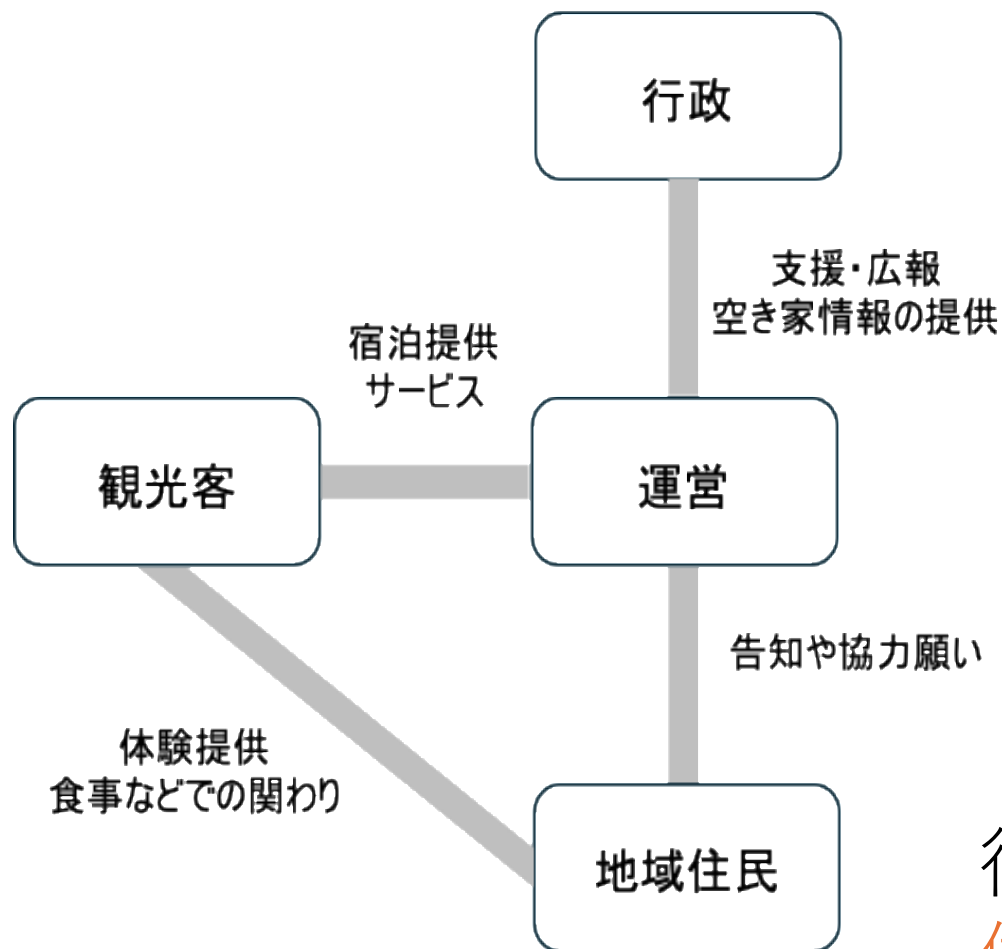 行政
支援・広報
空き家情報の提供
宿泊提供
サービス
観光客
運営
告知や協力願い
体験提供
食事などでの関わり
地域住民